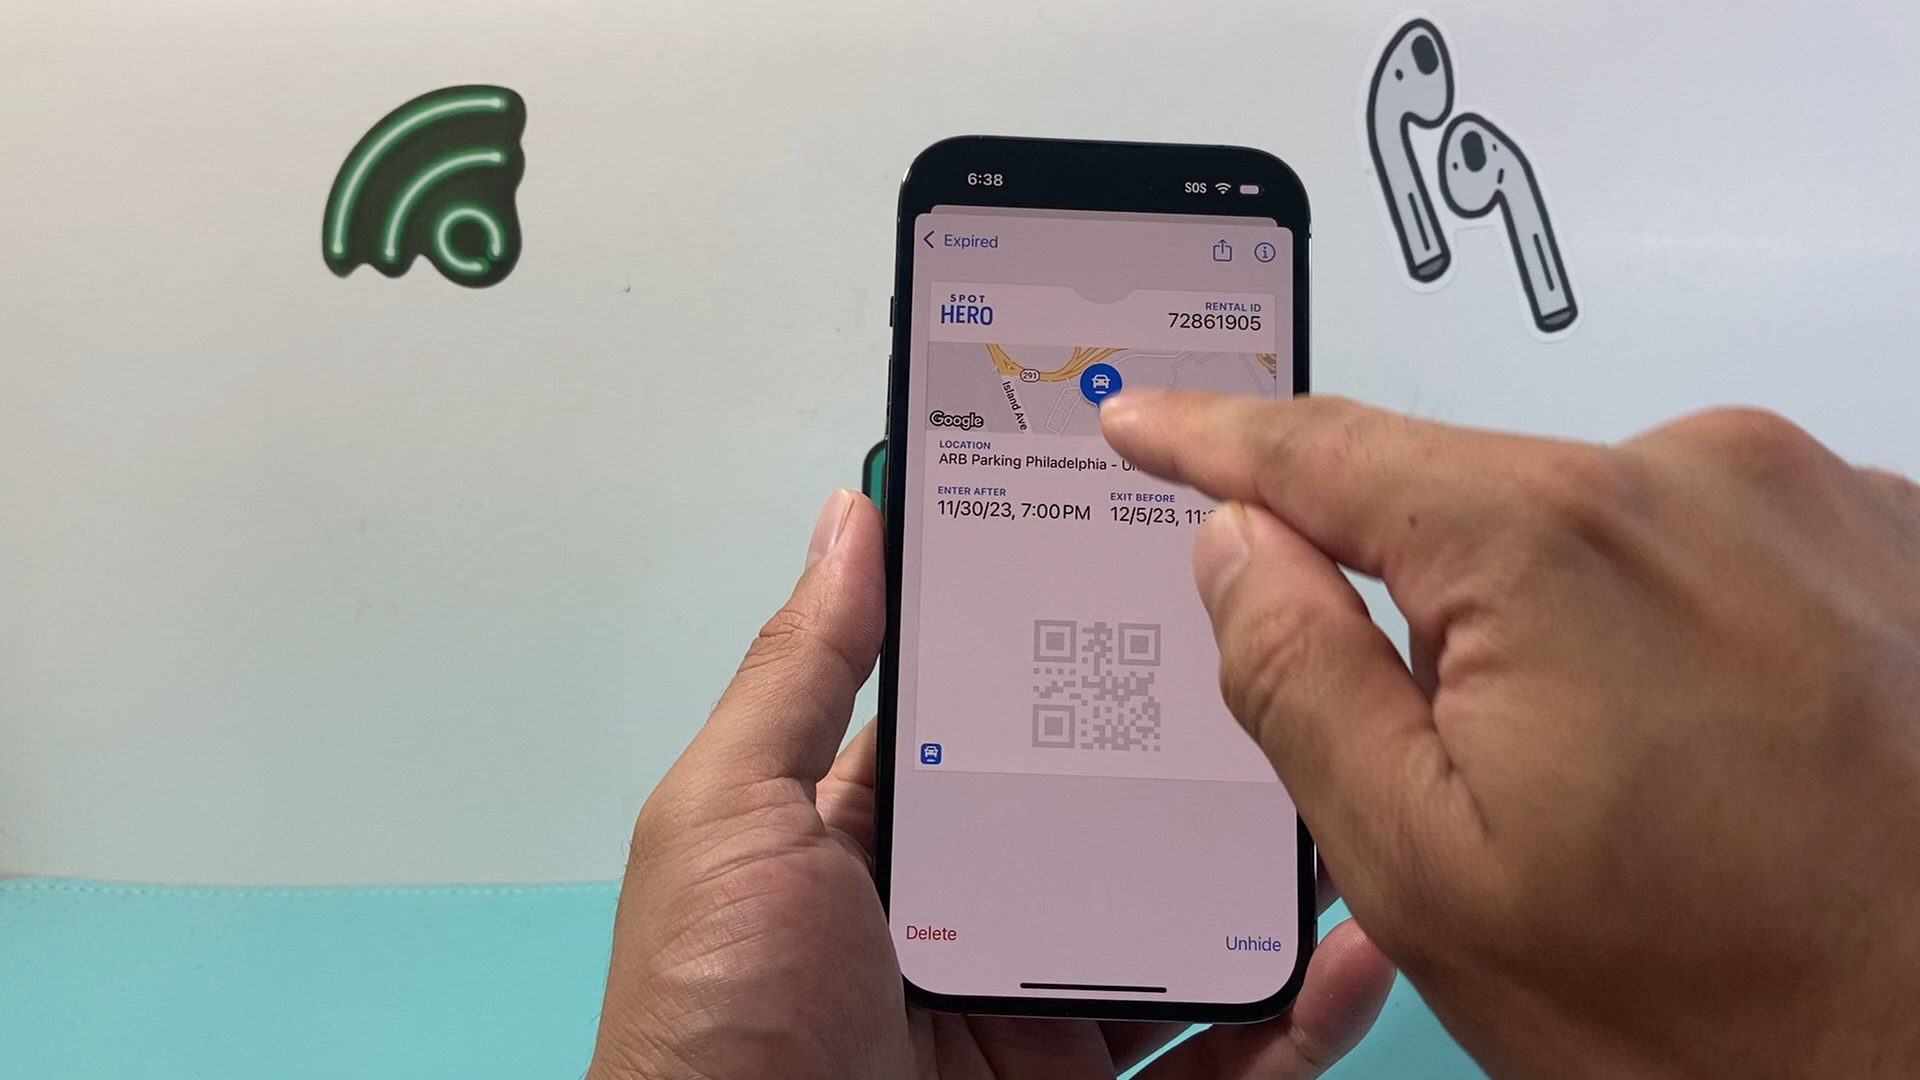 6:38
SOS
Expired
SPOT
HERO
RENTAL ID
72861905
291
Island Ave
Google
LOCATION
ARB Parking Philadelphia -
ENTER AFTER
EXIT BEFORE
11/30/23, 7:00 PM
12/5/23, 11:
Delete
Unhide